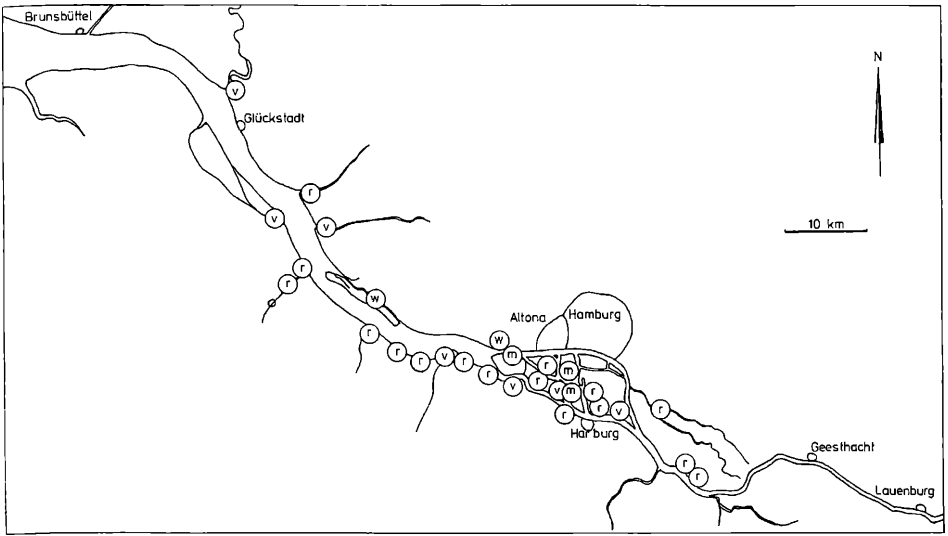 Brunsbüttel
N
v
Glückstadt
r
v
v
10 km
r
r
w
Altona Hamburg
w
r
m
r
r
v
r
r
m
r
v
r
v
m
r
r
r
v
r
Harburg
Geesthacht
r
r
Lauenburg